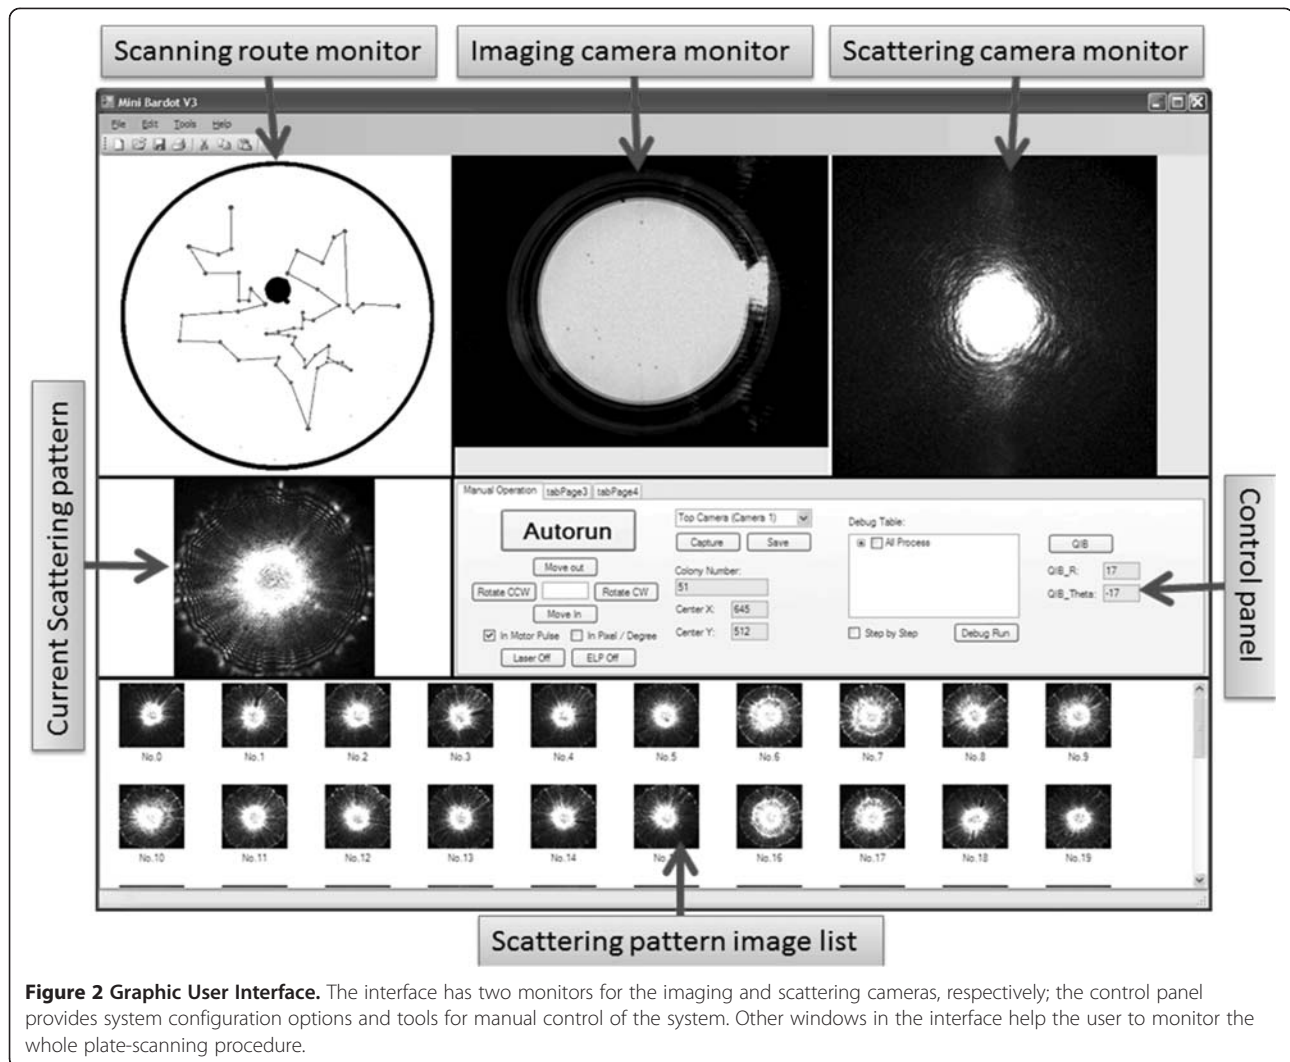 Scanning route monitor
Imaging camera monitor
Scattering camera monitor
Mini Bardot V3
File Edit Tools Help
Current Scattering pattern
Control panel
Manual Operation tabPage3 tabPage4
Autorun
Move out
Rotate CCW
Rotate CW
Move In
In Motor Pulse
In Pixel / Degree
Laser Off
ELP Off
Top Camera (Camera 1)
Capture
Save
Colony Number:
51
Center X: 645
Center Y: 512
Debug Table:
All Process
Step by Step
Debug Run
QIB
QIB_R: 17
QIB_Theta: -17
No.0 No.1 No.2 No.3 No.4 No.5 No.6 No.7 No.8 No.9
No.10 No.11 No.12 No.13 No.14 No.16 No.17 No.18 No.19
Scattering pattern image list
Figure 2 Graphic User Interface. The interface has two monitors for the imaging and scattering cameras, respectively; the control panel
provides system configuration options and tools for manual control of the system. Other windows in the interface help the user to monitor the
whole plate-scanning procedure.